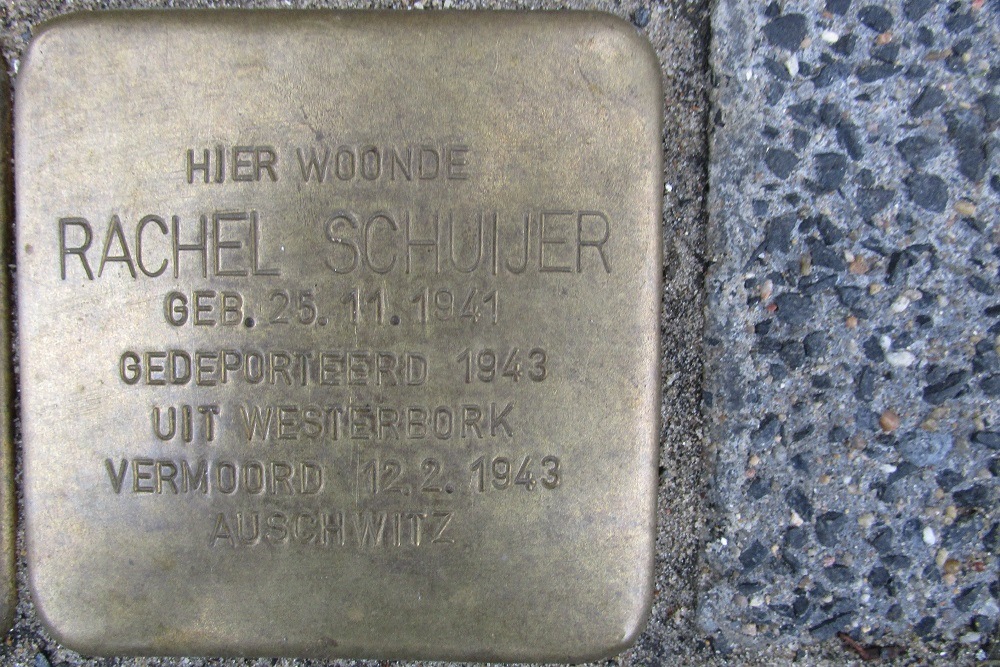 HIER WOONDE
RACHEL SCHUIJER
GEB. 25.11.1941
GEDEPORTEERD 1943
UIT WESTERBORK
VERMOORD 12.2.1943
AUSCHWITZ